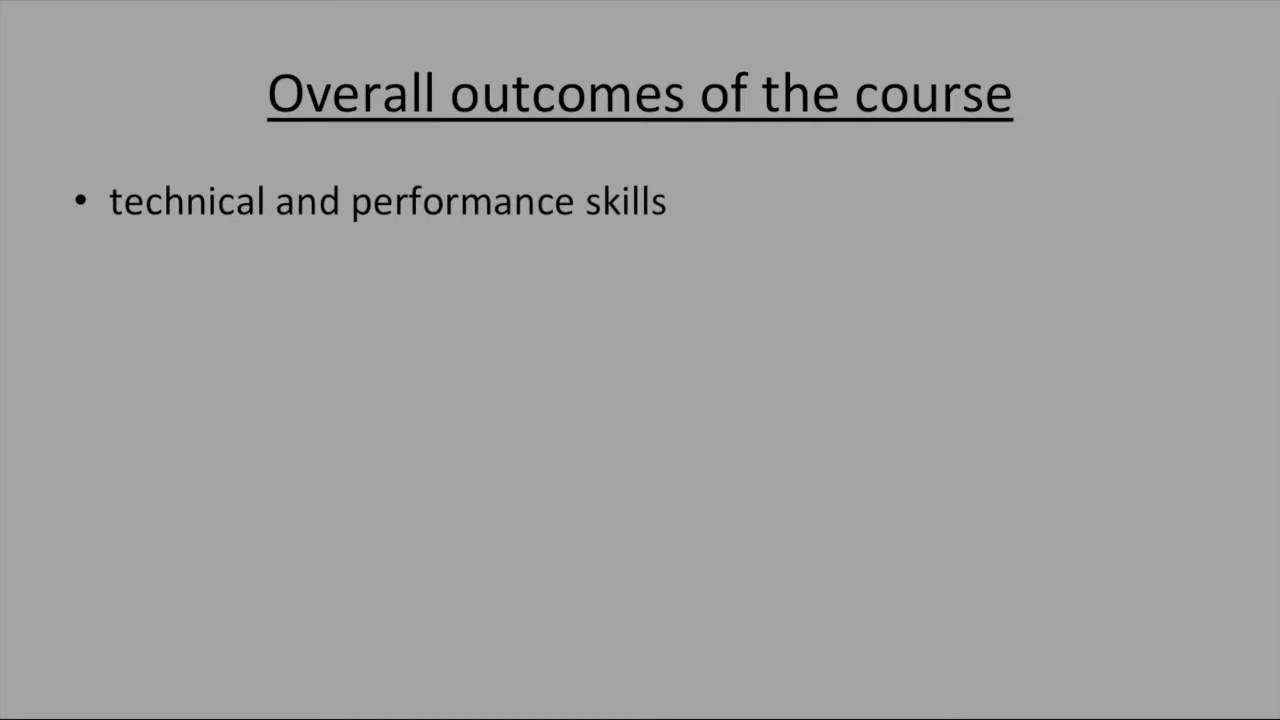 Overall outcomes of the course
• technical and performance skills